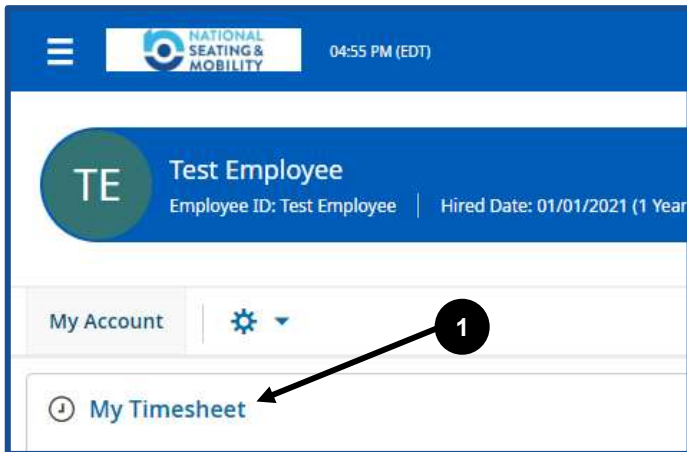 NATIONAL
SEATING &
MOBILITY
04:55 PM (EDT)
TE
Test Employee
Employee ID: Test Employee | Hired Date: 01/01/2021 (1 Year
My Account
1
My Timesheet